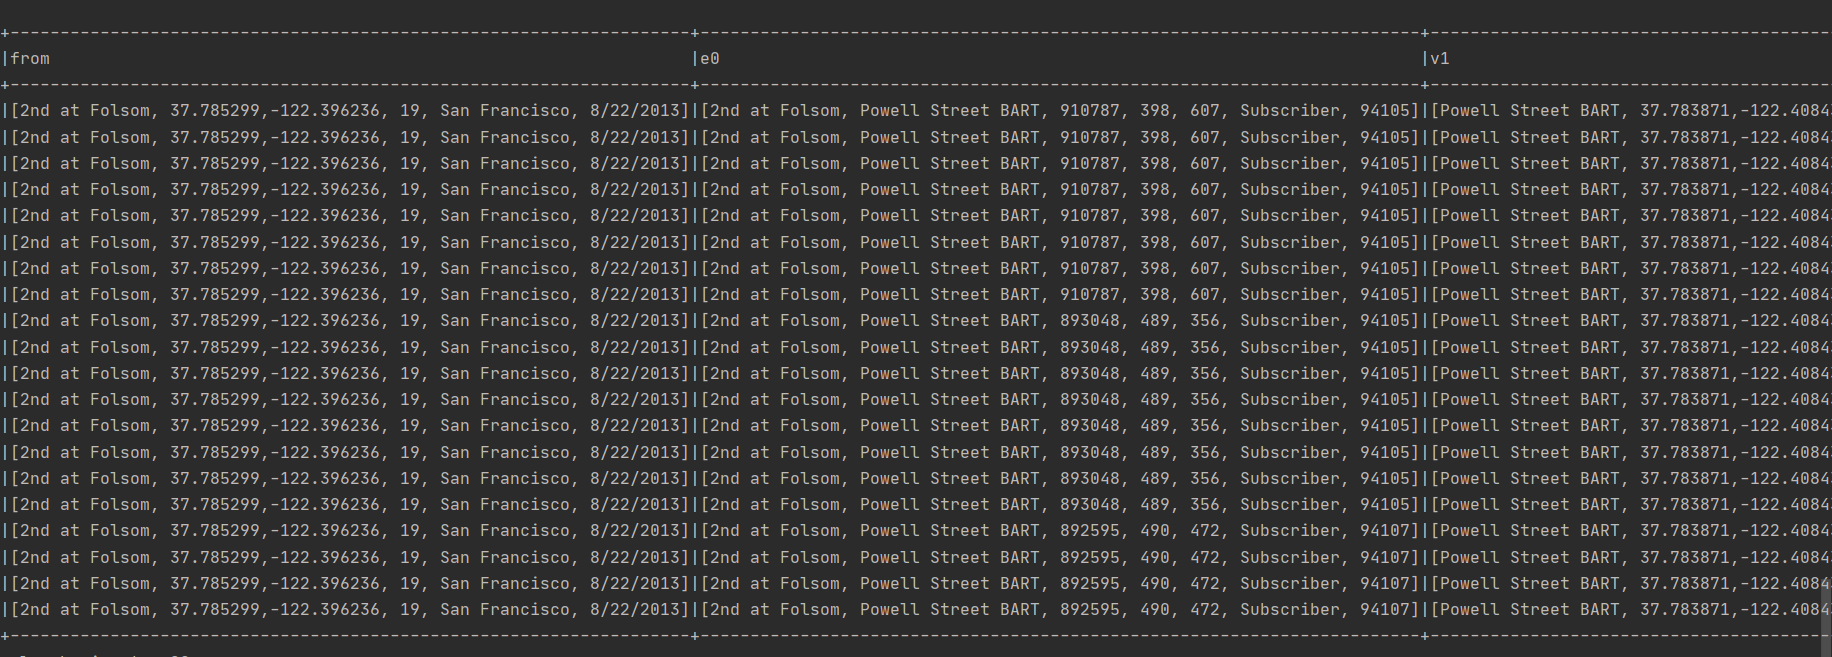 +--------------------------------------------------------------------+------------------------------------------------------------------------+----------------------------------------
|from |e0 |v1
+--------------------------------------------------------------------+------------------------------------------------------------------------+----------------------------------------
|[2nd at Folsom, 37.785299,-122.396236, 19, San Francisco, 8/22/2013]|[2nd at Folsom, Powell Street BART, 910787, 398, 607, Subscriber, 94105]|[Powell Street BART, 37.783871,-122.4084
|[2nd at Folsom, 37.785299,-122.396236, 19, San Francisco, 8/22/2013]|[2nd at Folsom, Powell Street BART, 910787, 398, 607, Subscriber, 94105]|[Powell Street BART, 37.783871,-122.4084
|[2nd at Folsom, 37.785299,-122.396236, 19, San Francisco, 8/22/2013]|[2nd at Folsom, Powell Street BART, 910787, 398, 607, Subscriber, 94105]|[Powell Street BART, 37.783871,-122.4084
|[2nd at Folsom, 37.785299,-122.396236, 19, San Francisco, 8/22/2013]|[2nd at Folsom, Powell Street BART, 910787, 398, 607, Subscriber, 94105]|[Powell Street BART, 37.783871,-122.4084
|[2nd at Folsom, 37.785299,-122.396236, 19, San Francisco, 8/22/2013]|[2nd at Folsom, Powell Street BART, 910787, 398, 607, Subscriber, 94105]|[Powell Street BART, 37.783871,-122.4084
|[2nd at Folsom, 37.785299,-122.396236, 19, San Francisco, 8/22/2013]|[2nd at Folsom, Powell Street BART, 910787, 398, 607, Subscriber, 94105]|[Powell Street BART, 37.783871,-122.4084
|[2nd at Folsom, 37.785299,-122.396236, 19, San Francisco, 8/22/2013]|[2nd at Folsom, Powell Street BART, 910787, 398, 607, Subscriber, 94105]|[Powell Street BART, 37.783871,-122.4084
|[2nd at Folsom, 37.785299,-122.396236, 19, San Francisco, 8/22/2013]|[2nd at Folsom, Powell Street BART, 910787, 398, 607, Subscriber, 94105]|[Powell Street BART, 37.783871,-122.4084
|[2nd at Folsom, 37.785299,-122.396236, 19, San Francisco, 8/22/2013]|[2nd at Folsom, Powell Street BART, 893048, 489, 356, Subscriber, 94105]|[Powell Street BART, 37.783871,-122.4084
|[2nd at Folsom, 37.785299,-122.396236, 19, San Francisco, 8/22/2013]|[2nd at Folsom, Powell Street BART, 893048, 489, 356, Subscriber, 94105]|[Powell Street BART, 37.783871,-122.4084
|[2nd at Folsom, 37.785299,-122.396236, 19, San Francisco, 8/22/2013]|[2nd at Folsom, Powell Street BART, 893048, 489, 356, Subscriber, 94105]|[Powell Street BART, 37.783871,-122.4084
|[2nd at Folsom, 37.785299,-122.396236, 19, San Francisco, 8/22/2013]|[2nd at Folsom, Powell Street BART, 893048, 489, 356, Subscriber, 94105]|[Powell Street BART, 37.783871,-122.4084
|[2nd at Folsom, 37.785299,-122.396236, 19, San Francisco, 8/22/2013]|[2nd at Folsom, Powell Street BART, 893048, 489, 356, Subscriber, 94105]|[Powell Street BART, 37.783871,-122.4084
|[2nd at Folsom, 37.785299,-122.396236, 19, San Francisco, 8/22/2013]|[2nd at Folsom, Powell Street BART, 893048, 489, 356, Subscriber, 94105]|[Powell Street BART, 37.783871,-122.4084
|[2nd at Folsom, 37.785299,-122.396236, 19, San Francisco, 8/22/2013]|[2nd at Folsom, Powell Street BART, 893048, 489, 356, Subscriber, 94105]|[Powell Street BART, 37.783871,-122.4084
|[2nd at Folsom, 37.785299,-122.396236, 19, San Francisco, 8/22/2013]|[2nd at Folsom, Powell Street BART, 893048, 489, 356, Subscriber, 94105]|[Powell Street BART, 37.783871,-122.4084
|[2nd at Folsom, 37.785299,-122.396236, 19, San Francisco, 8/22/2013]|[2nd at Folsom, Powell Street BART, 892595, 490, 472, Subscriber, 94107]|[Powell Street BART, 37.783871,-122.4084
|[2nd at Folsom, 37.785299,-122.396236, 19, San Francisco, 8/22/2013]|[2nd at Folsom, Powell Street BART, 892595, 490, 472, Subscriber, 94107]|[Powell Street BART, 37.783871,-122.4084
|[2nd at Folsom, 37.785299,-122.396236, 19, San Francisco, 8/22/2013]|[2nd at Folsom, Powell Street BART, 892595, 490, 472, Subscriber, 94107]|[Powell Street BART, 37.783871,-122.4084
|[2nd at Folsom, 37.785299,-122.396236, 19, San Francisco, 8/22/2013]|[2nd at Folsom, Powell Street BART, 892595, 490, 472, Subscriber, 94107]|[Powell Street BART, 37.783871,-122.4084
+--------------------------------------------------------------------+------------------------------------------------------------------------+----------------------------------------